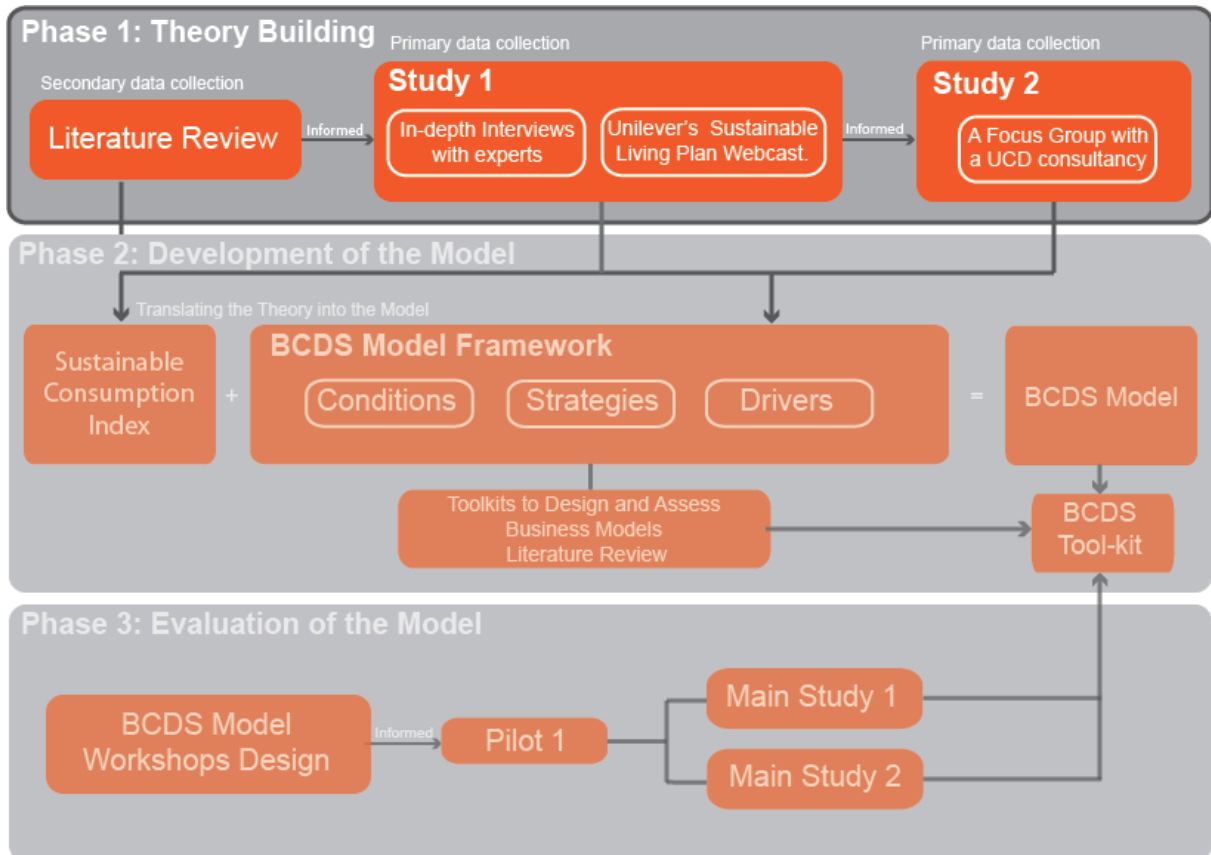 Phase 1: Theory Building
Secondary data collection
Literature Review
Informed
Primary data collection
Study 1
In-depth Interviews
with experts
Unilever's Sustainable
Living Plan Webcast.
Informed
Primary data collection
Study 2
A Focus Group with
a UCD consultancy
Phase 2: Development of the Model
Translating the Theory into the Model
Sustainable
Consumption
Index
+
BCDS Model Framework
Conditions
Strategies
Drivers
=
BCDS Model
Toolkits to Design and Assess
Business Models
Literature Review
BCDS
Tool-kit
Phase 3: Evaluation of the Model
BCDS Model
Workshops Design
Informed
Pilot 1
Main Study 1
Main Study 2